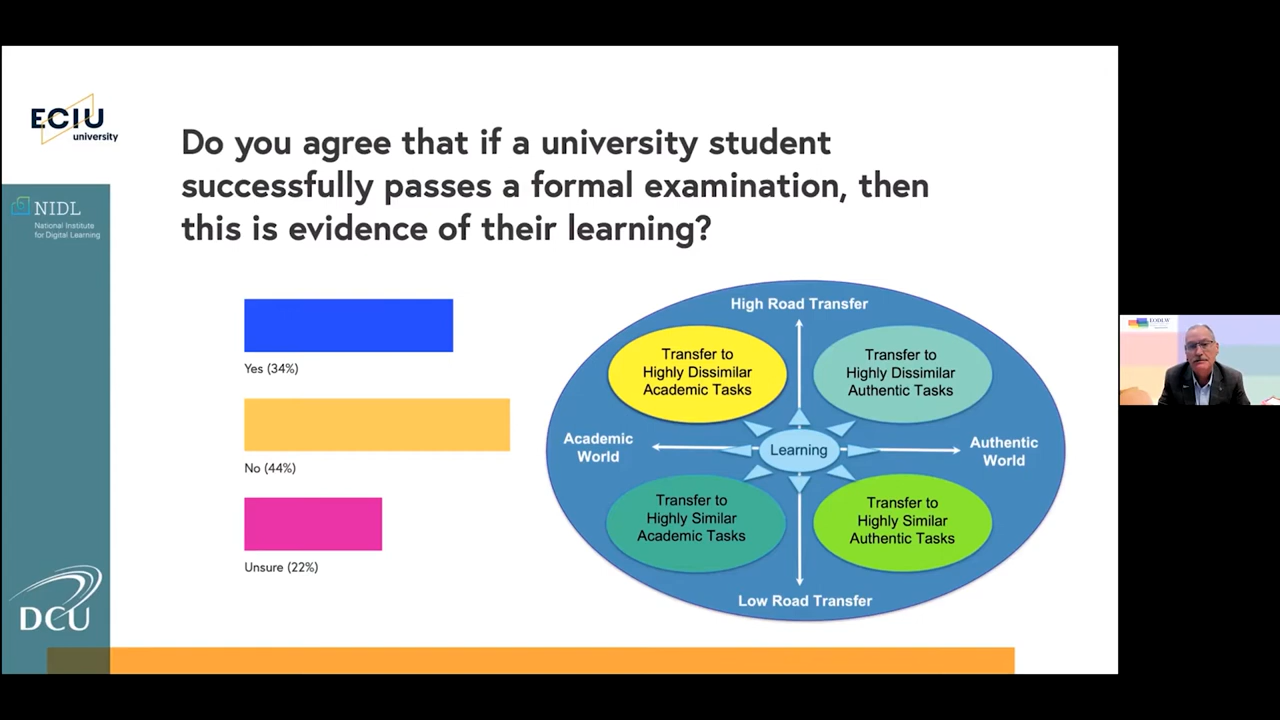 ECIU
university
NIDL
National Institute
for Digital Learning
DCU
Do you agree that if a university student
successfully passes a formal examination, then
this is evidence of their learning?
Yes (34%)
No (44%)
Unsure (22%)
High Road Transfer
Transfer to
Highly Dissimilar
Academic Tasks
Transfer to
Highly Dissimilar
Authentic Tasks
Academic
World
Learning
Authentic
World
Transfer to
Highly Similar
Academic Tasks
Transfer to
Highly Similar
Authentic Tasks
Low Road Transfer